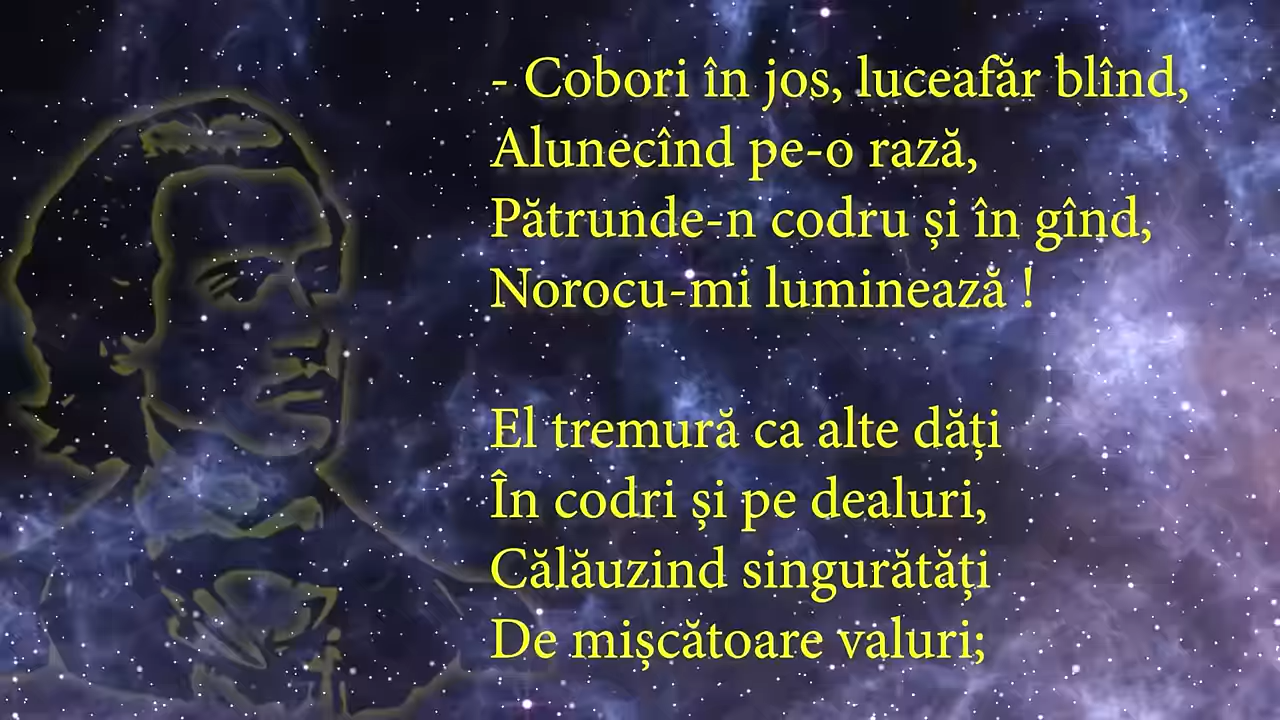 - Cobori în jos, luceafăr blînd,
Alunecînd pe-o rază,
Pătrunde-n codru și în gînd,
Norocu-mi luminează !
El tremură ca alte dăți
În codri și pe dealuri,
Călăuzind singurătăți
De mișcătoare valuri;